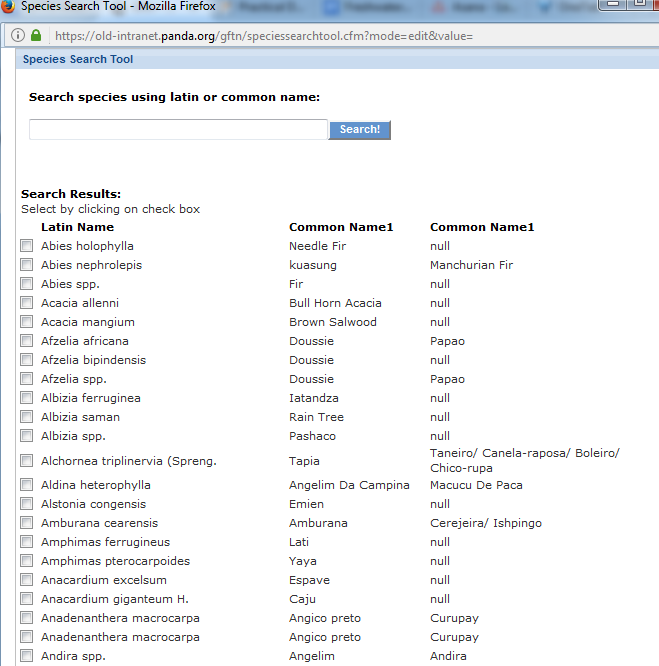 Species Search Tool - Mozilla Firefox
https://old-intranet.panda.org/gftn/speciessearchtool.cfm?mode=edit&value=
Species Search Tool
Search species using latin or common name:
Search!
Search Results:
Select by clicking on check box
Latin Name Common Name1 Common Name1
Abies holophylla Needle Fir null
Abies nephrolepis kuasung Manchurian Fir
Abies spp. Fir null
Acacia allenni Bull Horn Acacia null
Acacia mangium Brown Salwood null
Afzelia africana Doussie Papao
Afzelia bipindensis Doussie null
Afzelia spp. Doussie Papao
Albizia ferruginea Iatandza null
Albizia saman Rain Tree null
Albizia spp. Pashaco null
Alchornea triplinervia (Spreng. Tapia Taneiro/ Canela-raposa/ Boleiro/
Chico-rupa
Aldina heterophylla Angelim Da Campina Macucu De Paca
Alstonia congensis Emien null
Amburana cearensis Amburana Cerejeira/ Ishpingo
Amphimas ferrugineus Lati null
Amphimas pterocarpoides Yaya null
Anacardium excelsum Espave null
Anacardium giganteum H. Caju null
Anadenanthera macrocarpa Angico preto Curupay
Anadenanthera macrocarpa Angico preto Curupay
Andira spp. Angelim Andira